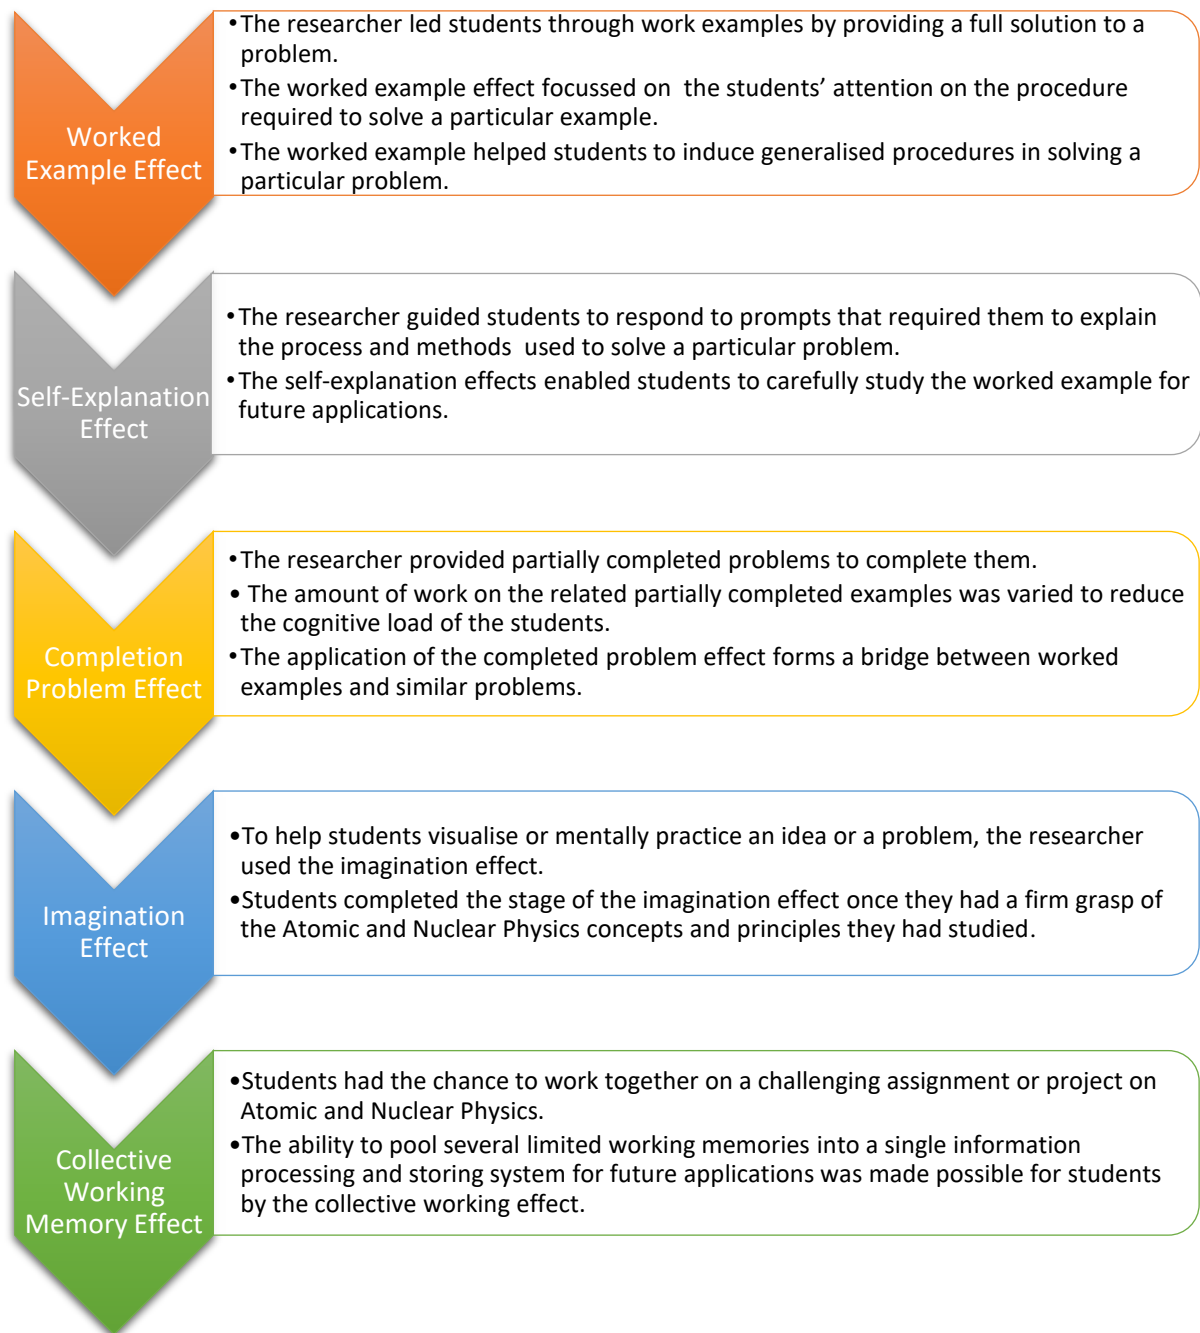 Worked
Example Effect
•The researcher led students through work examples by providing a full solution to a
problem.
•The worked example effect focussed on  the students’ attention on the procedure
required to solve a particular example.
•The worked example helped students to induce generalised procedures in solving a
particular problem.
Self-Explanation
Effect
•The researcher guided students to respond to prompts that required them to explain
the process and methods  used to solve a particular problem.
•The self-explanation effects enabled students to carefully study the worked example for
future applications.
Completion
Problem Effect
•The researcher provided partially completed problems to complete them.
• The amount of work on the related partially completed examples was varied to reduce
the cognitive load of the students.
•The application of the completed problem effect forms a bridge between worked
examples and similar problems.
Imagination
Effect
•To help students visualise or mentally practice an idea or a problem, the researcher
used the imagination effect.
•Students completed the stage of the imagination effect once they had a firm grasp of
the Atomic and Nuclear Physics concepts and principles they had studied.
Collective
Working
Memory Effect
•Students had the chance to work together on a challenging assignment or project on
Atomic and Nuclear Physics.
•The ability to pool several limited working memories into a single information
processing and storing system for future applications was made possible for students
by the collective working effect.